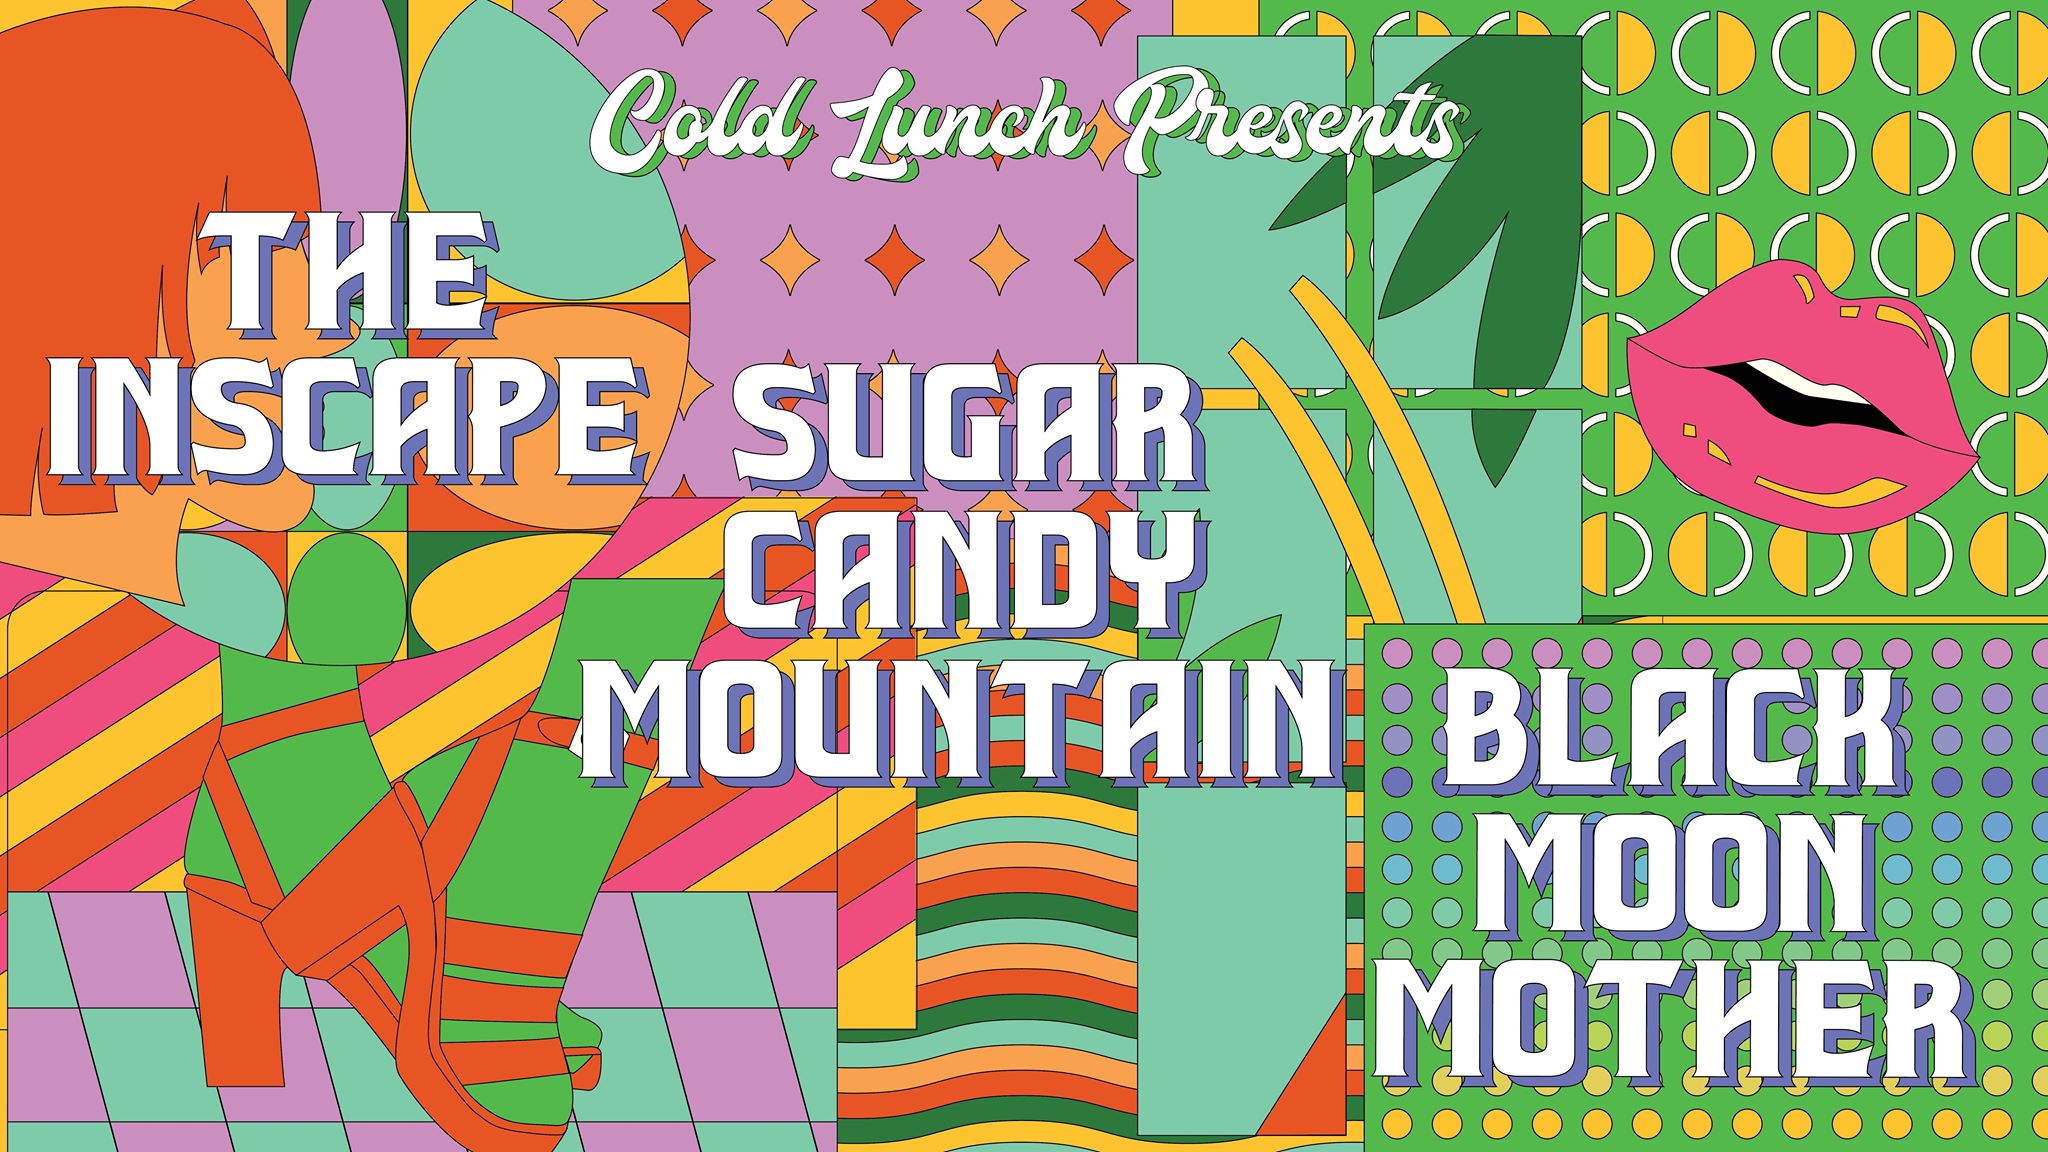 Cold Lunch Presents
THE
INSCAPE
SUGAR
CANDY
MOUNTAIN
BLACK
MOON
MOTHER